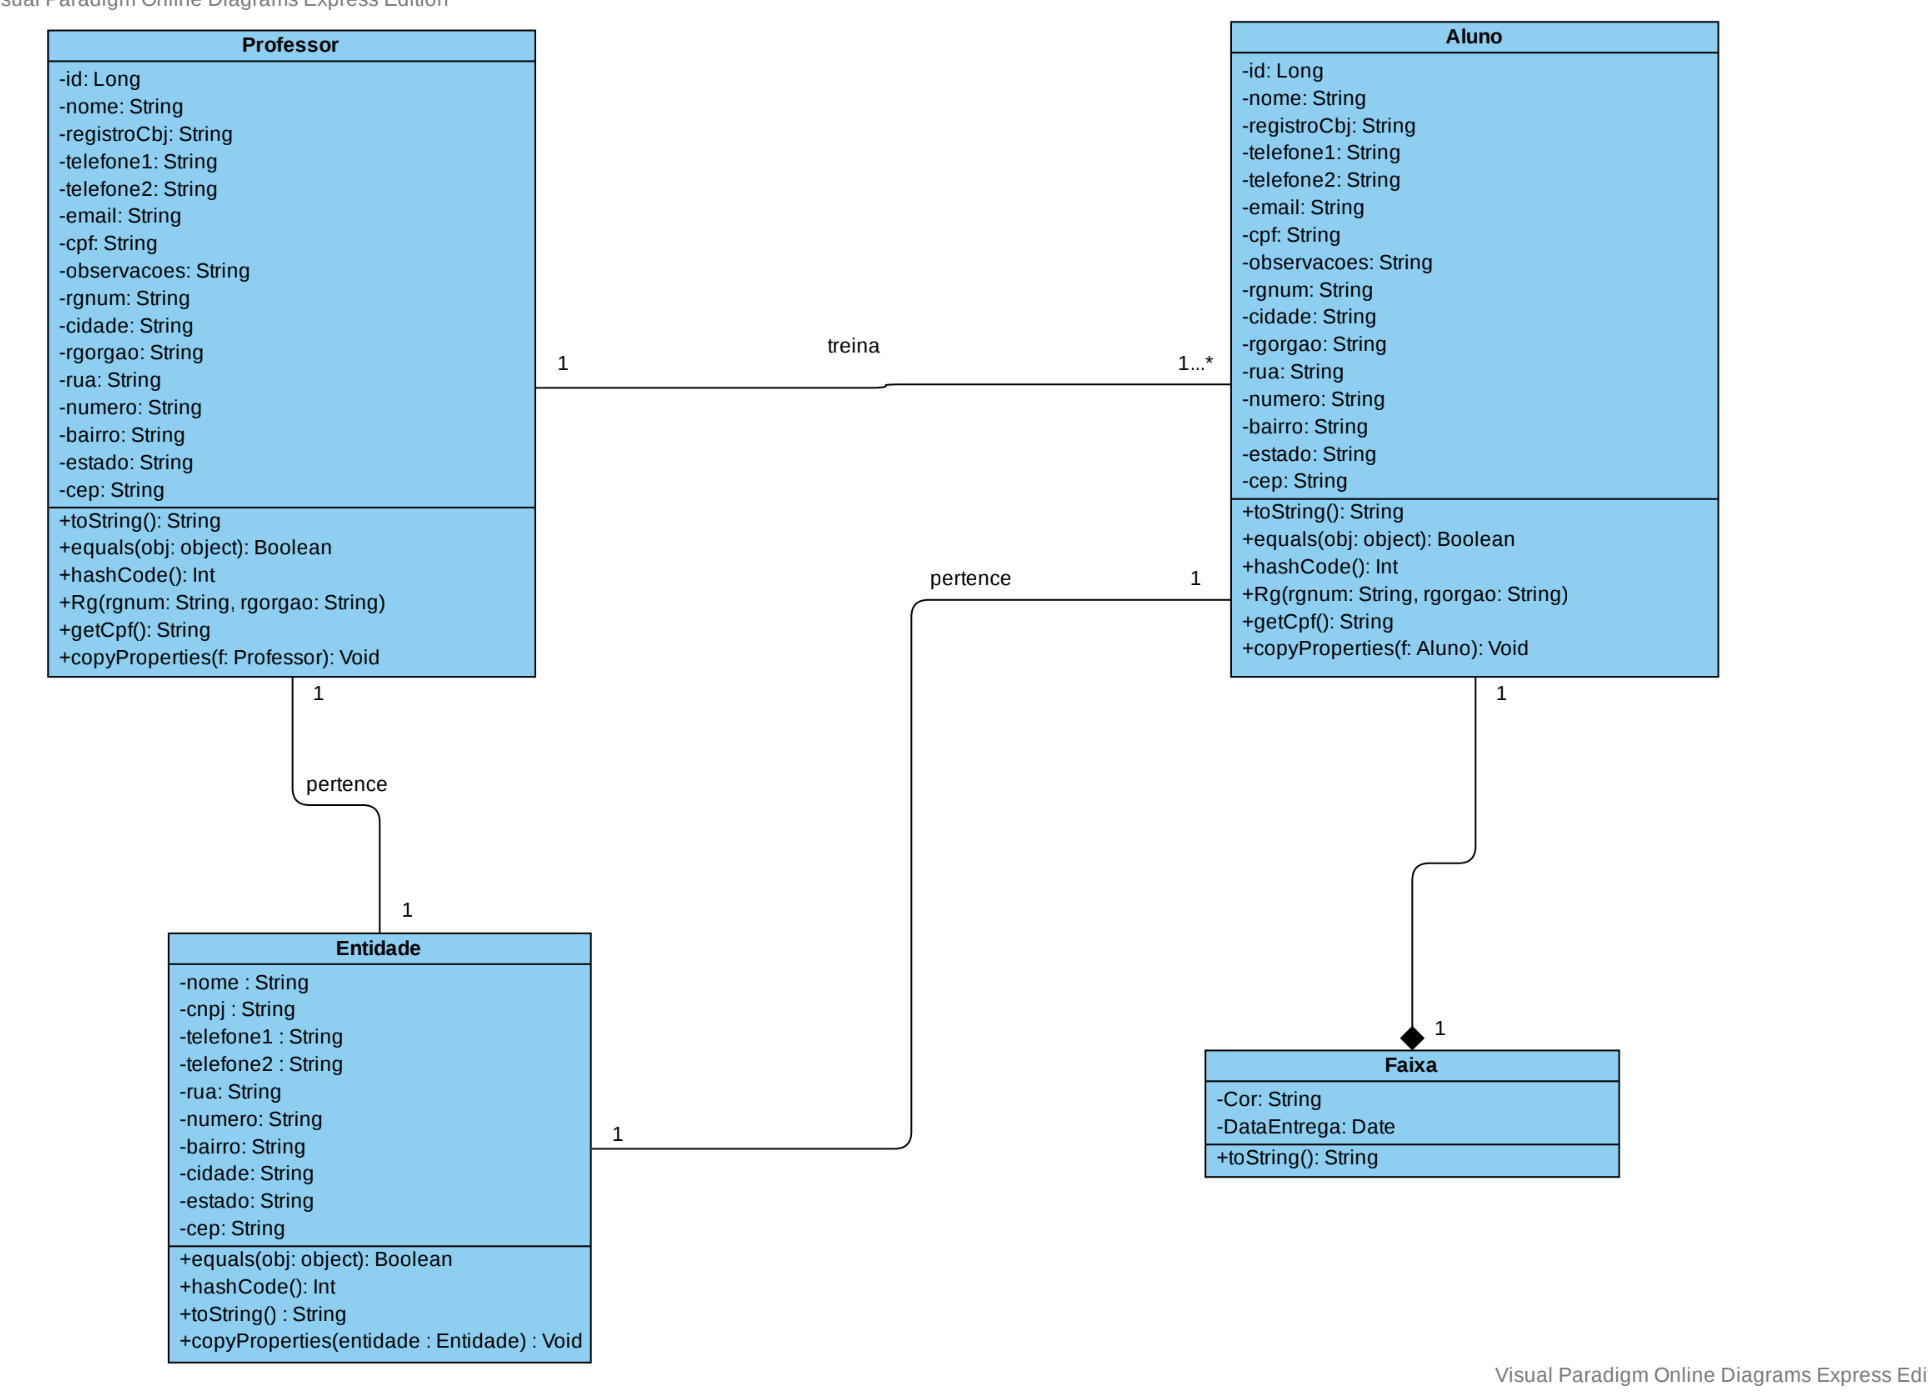 Visual Paradigm Online Diagrams Express Edition
Professor
-id: Long
-nome: String
-registroCbj: String
-telefone1: String
-telefone2: String
-email: String
-cpf: String
-observacoes: String
-rgnum: String
-cidade: String
-rgorgao: String
-rua: String
-numero: String
-bairro: String
-estado: String
-cep: String
+toString(): String
+equals(obj: object): Boolean
+hashCode(): Int
+Rg(rgnum: String, rgorgao: String)
+getCpf(): String
+copyProperties(f: Professor): Void
1
treina
1...*
Aluno
-id: Long
-nome: String
-registroCbj: String
-telefone1: String
-telefone2: String
-email: String
-cpf: String
-observacoes: String
-rgnum: String
-cidade: String
-rgorgao: String
-rua: String
-numero: String
-bairro: String
-estado: String
-cep: String
+toString(): String
+equals(obj: object): Boolean
+hashCode(): Int
+Rg(rgnum: String, rgorgao: String)
+getCpf(): String
+copyProperties(f: Aluno): Void
pertence
1
1
1
pertence
1
Entidade
-nome : String
-cnpj : String
-telefone1 : String
-telefone2 : String
-rua: String
-numero: String
-bairro: String
-cidade: String
-estado: String
-cep: String
+equals(obj: object): Boolean
+hashCode(): Int
+toString() : String
+copyProperties(entidade : Entidade) : Void
1
1
Faixa
-Cor: String
-DataEntrega: Date
+toString(): String
Visual Paradigm Online Diagrams Express Edi